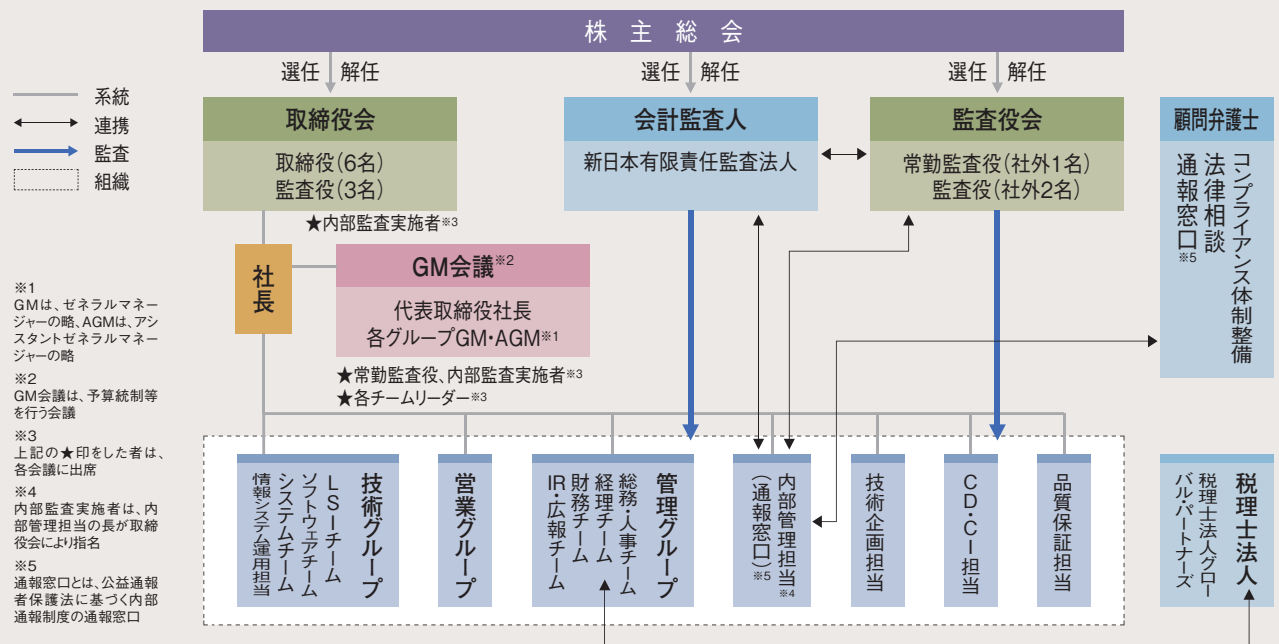 株主総会
選任 解任
選任 解任
選任 解任
系統
連携
監査
組織
取締役会
取締役(6名)
監査役(3名)
★内部監査実施者※3
会計監査人
新日本有限責任監査法人
監査役会
常勤監査役(社外1名)
監査役(社外2名)
顧問弁護士
コンプライアンス体制整備
法律相談
通報窓口※5
社長
GM会議※2
代表取締役社長
各グループGM・AGM※1
★常勤監査役、内部監査実施者※3
★各チームリーダー※3
※1
GMは、ゼネラルマネー
ジャーの略、AGMは、アシ
スタントゼネラルマネー
ジャーの略
※2
GM会議は、予算統制等
を行う会議
※3
上記の★印をした者は、
各会議に出席
※4
内部監査実施者は、内
部管理担当の長が取締
役会により指名
※5
通報窓口とは、公益通報
者保護法に基づく内部
通報制度の通報窓口
技術グループ
LSIチーム
ソフトウェアチーム
システムチーム
情報システム運用担当
営業グループ
管理グループ
総務・人事チーム
経理チーム
財務チーム
IR・広報チーム
内部管理担当※4
(通報窓口)※5
技術企画担当
CD・CI担当
品質保証担当
税理士法人
税理士法人グロー
バル・パートナーズ